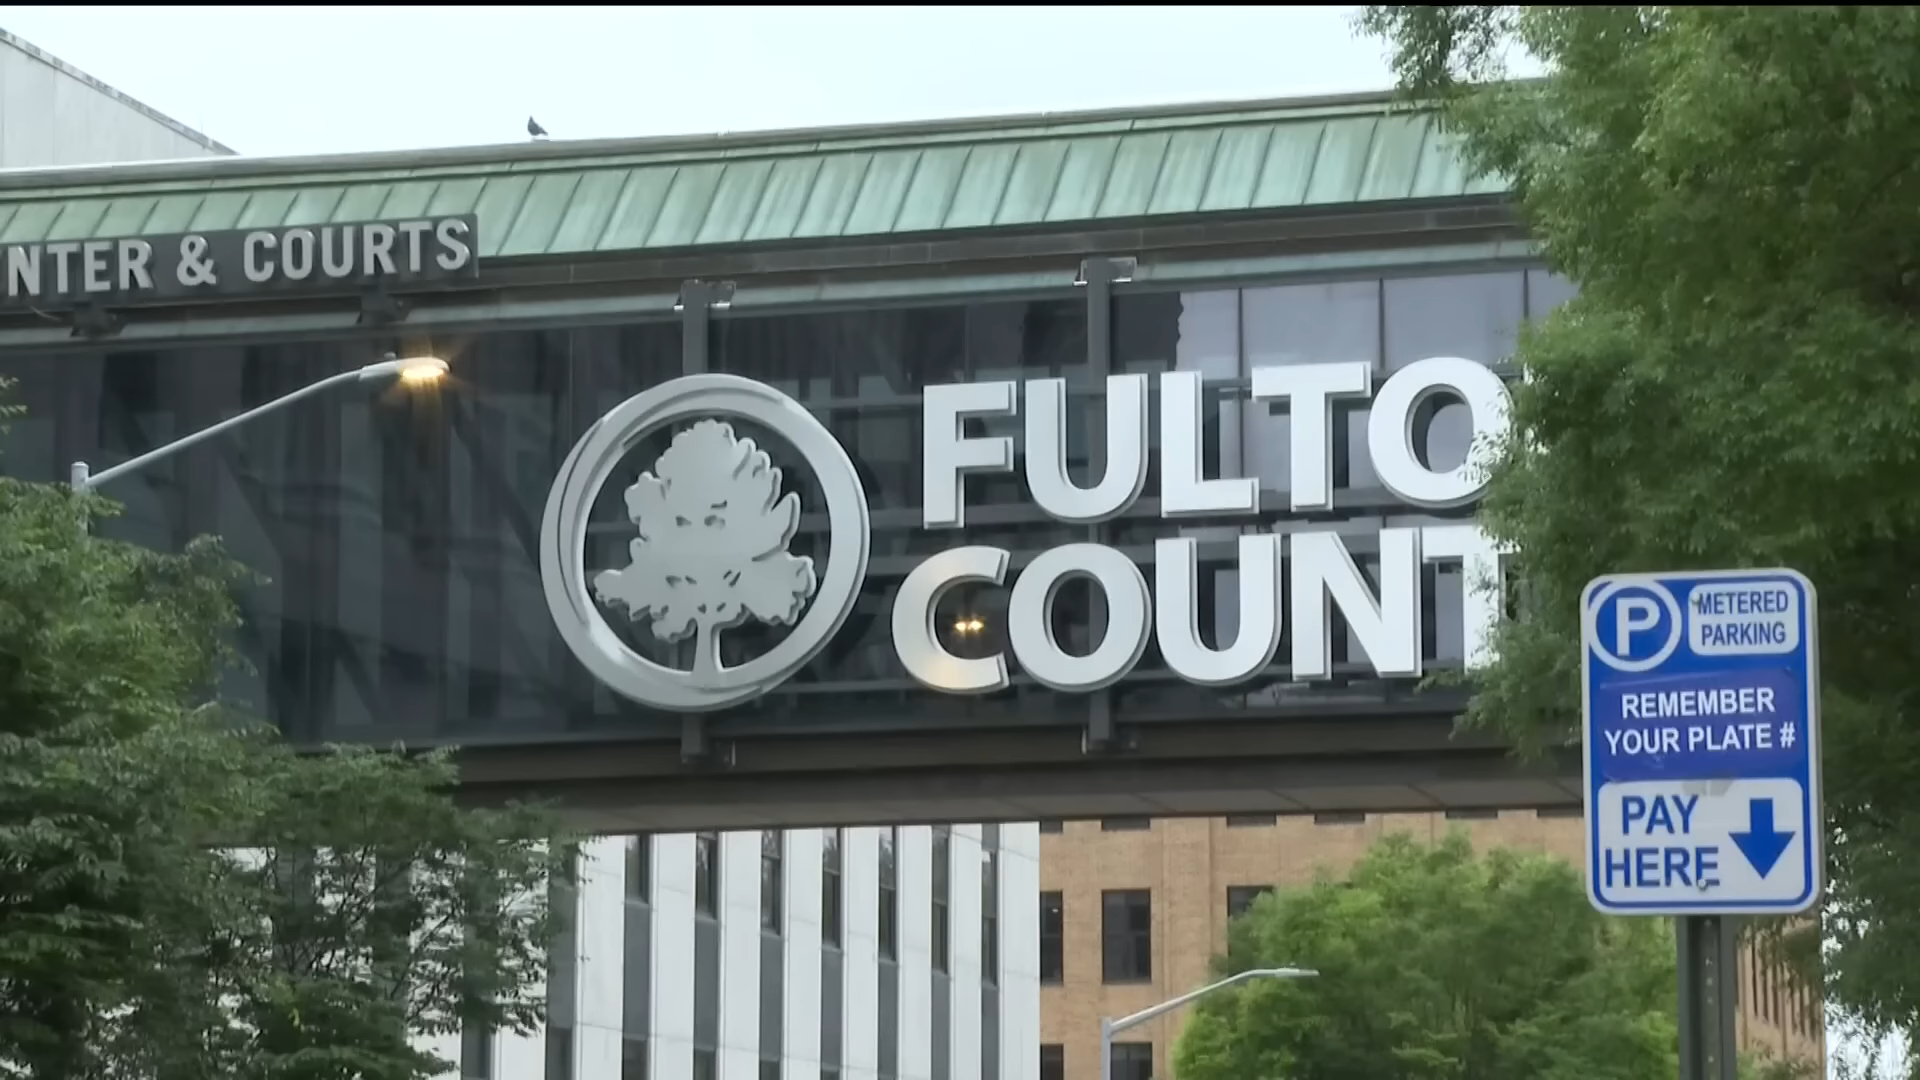 NTER & COURTS
FULTO
COUNT
P
METERED
PARKING
REMEMBER
YOUR PLATE #
PAY
HERE